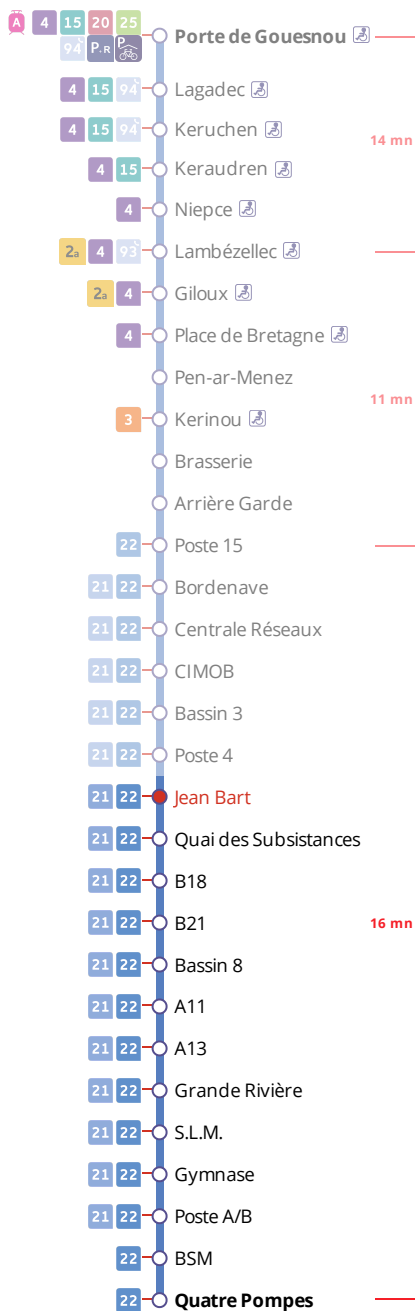 A 4 15 20 25
94 P+R P Porte de Gouesnou
4 15 94 Lagadec
4 15 94 Keruchen
14 mn
4 15 Keraudren
4 Niepce
2a 4 93 Lambézellec
2a 4 Giloux
4 Place de Bretagne
Pen-ar-Menez
11 mn
3 Kerinou
Brasserie
Arrière Garde
22 Poste 15
21 22 Bordenave
21 22 Centrale Réseaux
21 22 CIMOB
21 22 Bassin 3
21 22 Poste 4
21 22 Jean Bart
21 22 Quai des Subsistances
21 22 B18
21 22 B21 16 mn
21 22 Bassin 8
21 22 A11
21 22 A13
21 22 Grande Rivière
21 22 S.L.M.
21 22 Gymnase
21 22 Poste A/B
22 BSM
22 Quatre Pompes